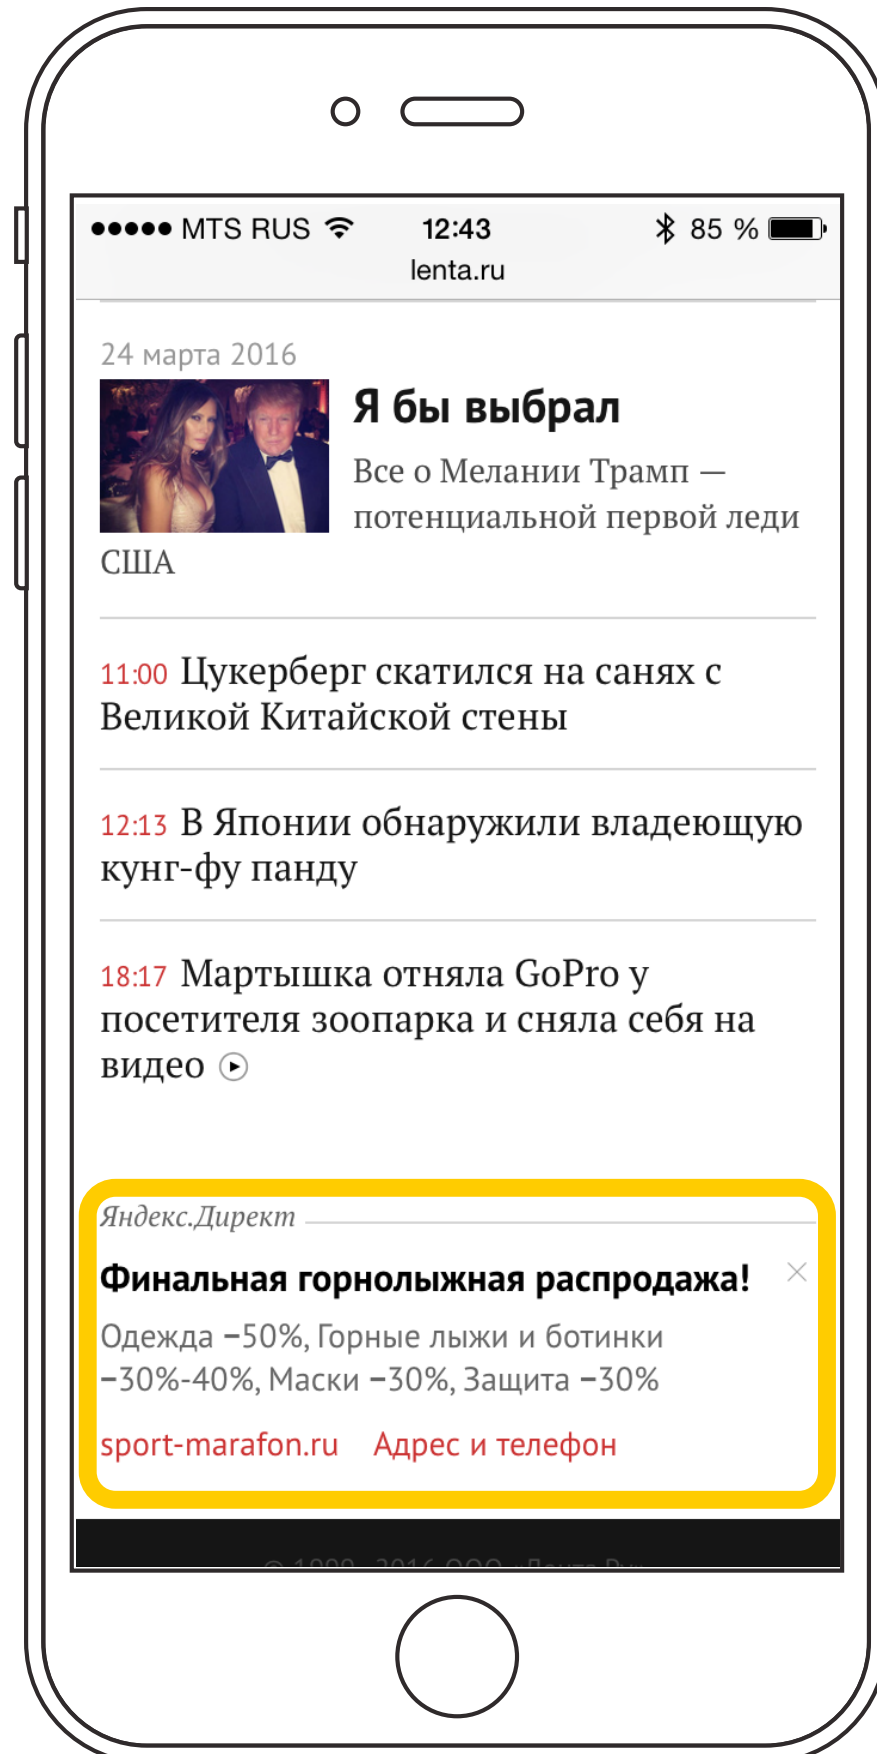 MTS RUS 12:43 85 %
lenta.ru
24 марта 2016
Я бы выбрал
Все о Мелании Трамп —
потенциальной первой леди
США
11:00 Цукерберг скатился на санях с
Великой Китайской стены
12:13 В Японии обнаружили владеющую
кунг-фу панду
18:17 Мартышка отняла GoPro у
посетителя зоопарка и сняла себя на
видео
Яндекс.Директ
Финальная горнолыжная распродажа!
Одежда −50%, Горные лыжи и ботинки
−30%-40%, Маски −30%, Защита −30%
sport-marafon.ru Адрес и телефон